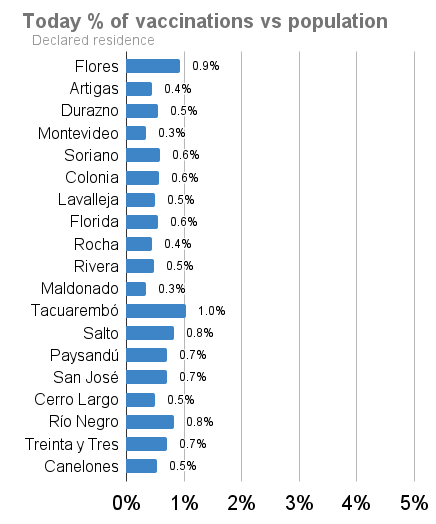 Today % of vaccinations vs population
Declared residence
Flores 0.9%
Artigas 0.4%
Durazno 0.5%
Montevideo 0.3%
Soriano 0.6%
Colonia 0.6%
Lavalleja 0.5%
Florida 0.6%
Rocha 0.4%
Rivera 0.5%
Maldonado 0.3%
Tacuarembó 1.0%
Salto 0.8%
Paysandú 0.7%
San José 0.7%
Cerro Largo 0.5%
Río Negro 0.8%
Treinta y Tres 0.7%
Canelones 0.5%
0% 1% 2% 3% 4% 5%